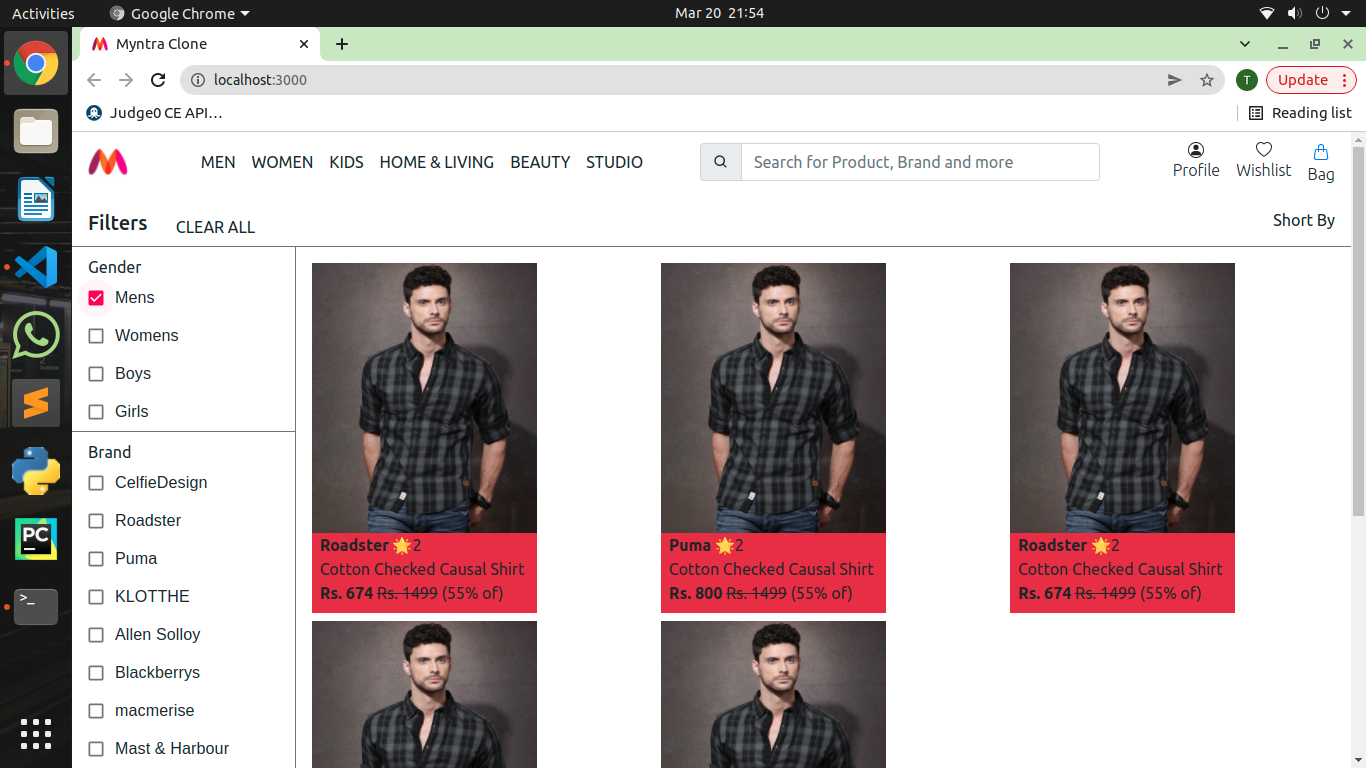 Activities Google Chrome Mar 20 21:54
Myntra Clone
localhost:3000 T Update
Judge0 CE API… Reading list
MEN WOMEN KIDS HOME & LIVING BEAUTY STUDIO Search for Product, Brand and more Profile Wishlist Bag
Filters CLEAR ALL Short By
Gender
Mens
Womens
Boys
Girls
Brand
CelfieDesign
Roadster
Puma
KLOTTHE
Allen Solloy
Blackberrys
macmerise
Mast & Harbour
Roadster 🌟2
Cotton Checked Causal Shirt
Rs. 674 Rs. 1499 (55% of)
Puma 🌟2
Cotton Checked Causal Shirt
Rs. 800 Rs. 1499 (55% of)
Roadster 🌟2
Cotton Checked Causal Shirt
Rs. 674 Rs. 1499 (55% of)
PC
>_